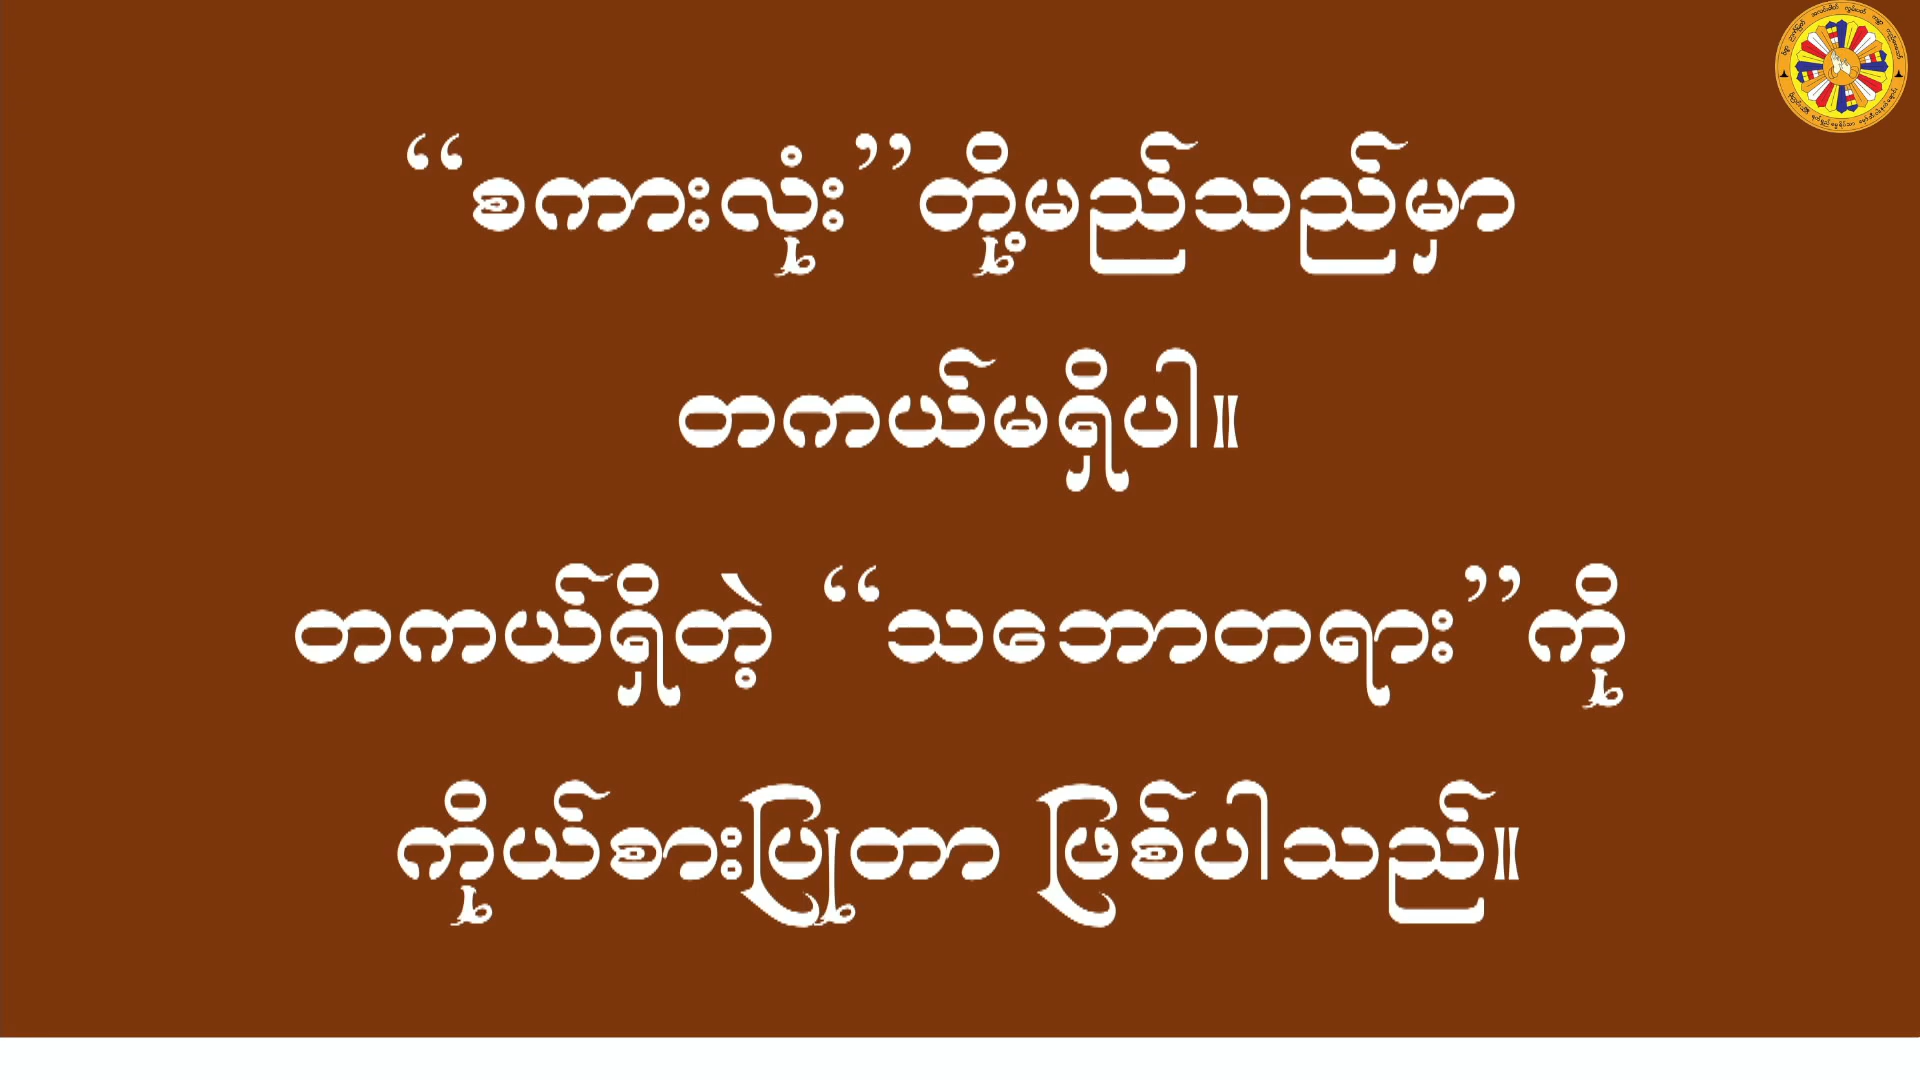 “စကားလုံး”တို့မည်သည်မှာ
တကယ်မရှိပါ။
တကယ်ရှိတဲ့ “သဘောတရား”ကို
ကိုယ်စားပြုတာ ဖြစ်ပါသည်။